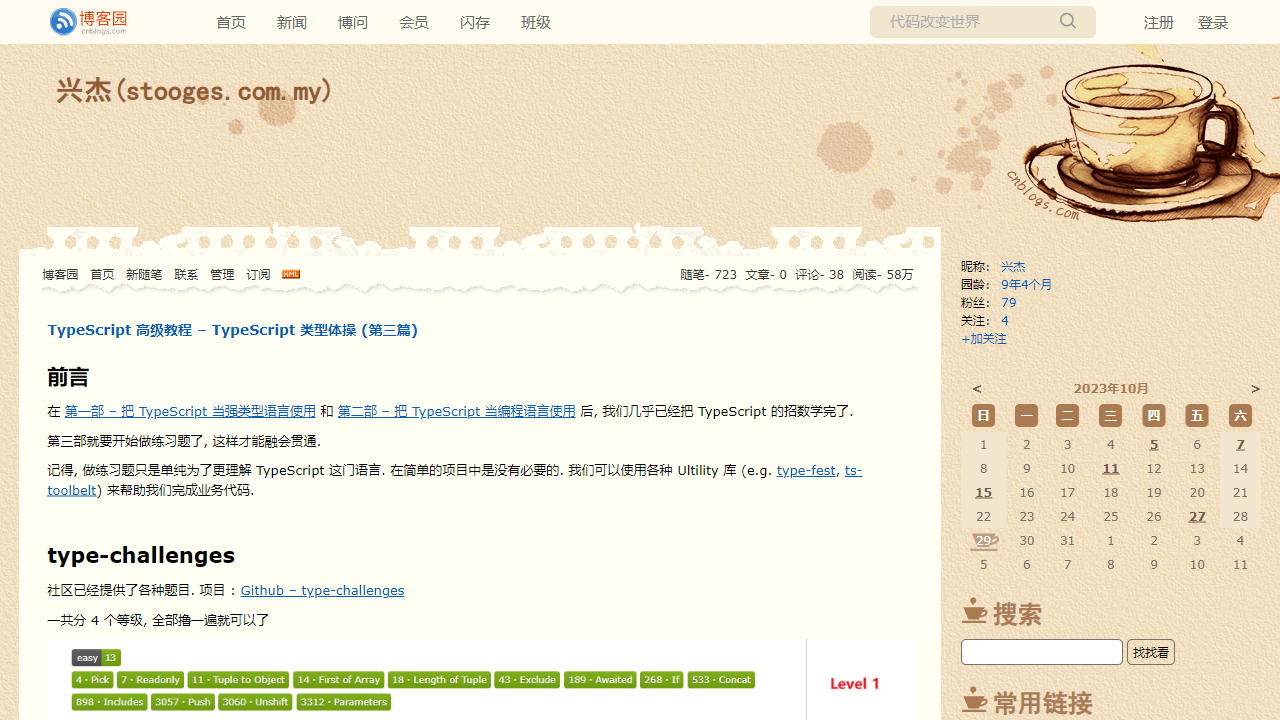 博客园
cnblogs.com
首页 新闻 博问 会员 闪存 班级
代码改变世界
注册 登录
兴杰(stooges.com.my)
cnblogs.com
博客园 首页 新随笔 联系 管理 订阅 XML
随笔- 723 文章- 0 评论- 38 阅读- 58万
TypeScript 高级教程 – TypeScript 类型体操 (第三篇)
前言
在 第一部 – 把 TypeScript 当强类型语言使用 和 第二部 – 把 TypeScript 当编程语言使用 后, 我们几乎已经把 TypeScript 的招数学完了.
第三部就要开始做练习题了, 这样才能融会贯通.
记得, 做练习题只是单纯为了更理解 TypeScript 这门语言. 在简单的项目中是没有必要的. 我们可以使用各种 Ultility 库 (e.g. type-fest, ts-
toolbelt) 来帮助我们完成业务代码.
type-challenges
社区已经提供了各种题目. 项目 : Github – type-challenges
一共分 4 个等级, 全部撸一遍就可以了
easy 13
4・Pick 7・Readonly 11・Tuple to Object 14・First of Array 18・Length of Tuple 43・Exclude 189・Awaited 268・If 533・Concat
898・Includes 3057・Push 3060・Unshift 3312・Parameters
Level 1
昵称： 兴杰
园龄： 9年4个月
粉丝： 79
关注： 4
+加关注
< 2023年10月 >
日 一 二 三 四 五 六
1 2 3 4 5 6 7
8 9 10 11 12 13 14
15 16 17 18 19 20 21
22 23 24 25 26 27 28
29 30 31 1 2 3 4
5 6 7 8 9 10 11
搜索
找找看
常用链接